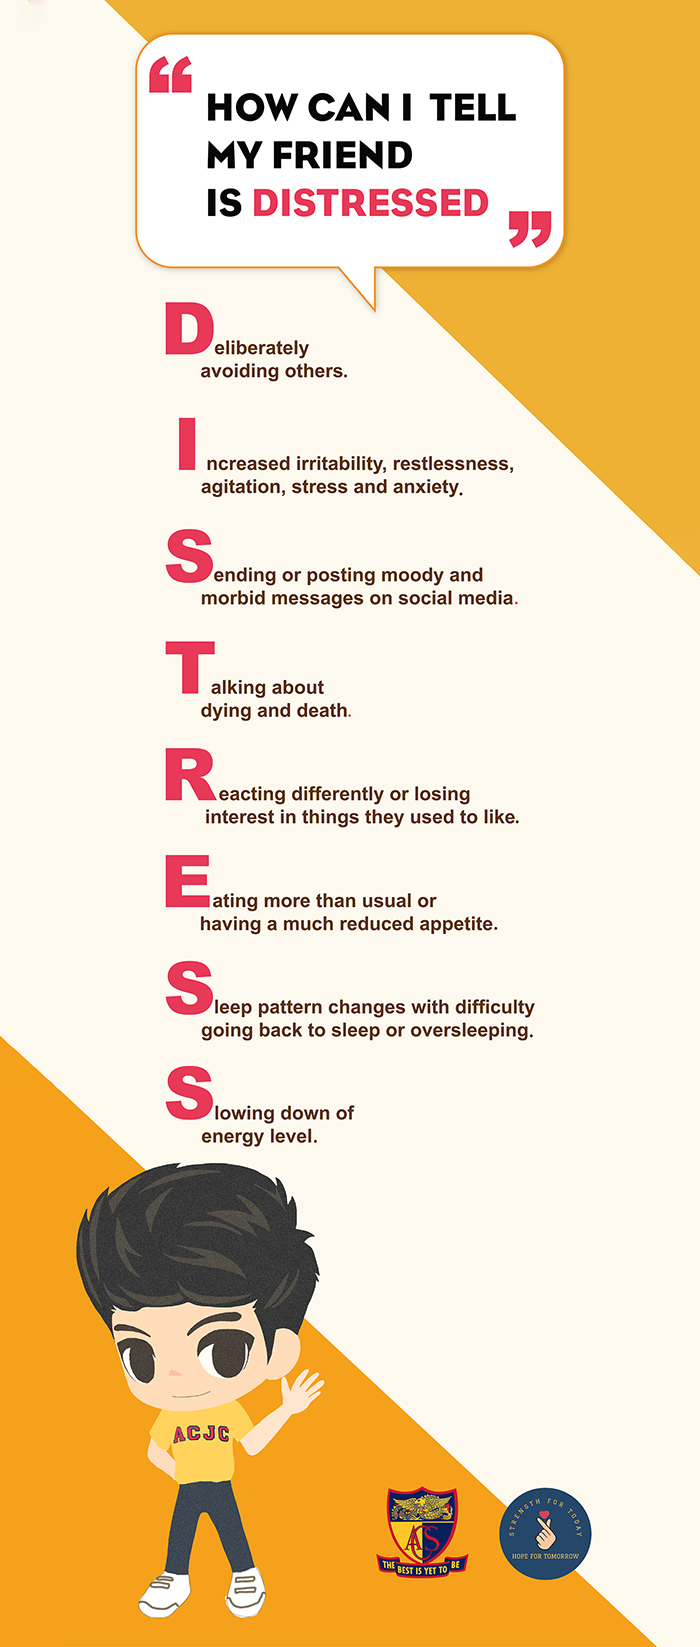 “
HOW CAN I TELL
MY FRIEND
IS DISTRESSED
”
Deliberately
avoiding others.
Increased irritability, restlessness,
agitation, stress and anxiety.
Sending or posting moody and
morbid messages on social media.
Talking about
dying and death.
Reacting differently or losing
interest in things they used to like.
Eating more than usual or
having a much reduced appetite.
Sleep pattern changes with difficulty
going back to sleep or oversleeping.
Slowing down of
energy level.
ACJC
ACS
THE BEST IS YET TO BE
STRENGTH FOR TODAY
HOPE FOR TOMORROW